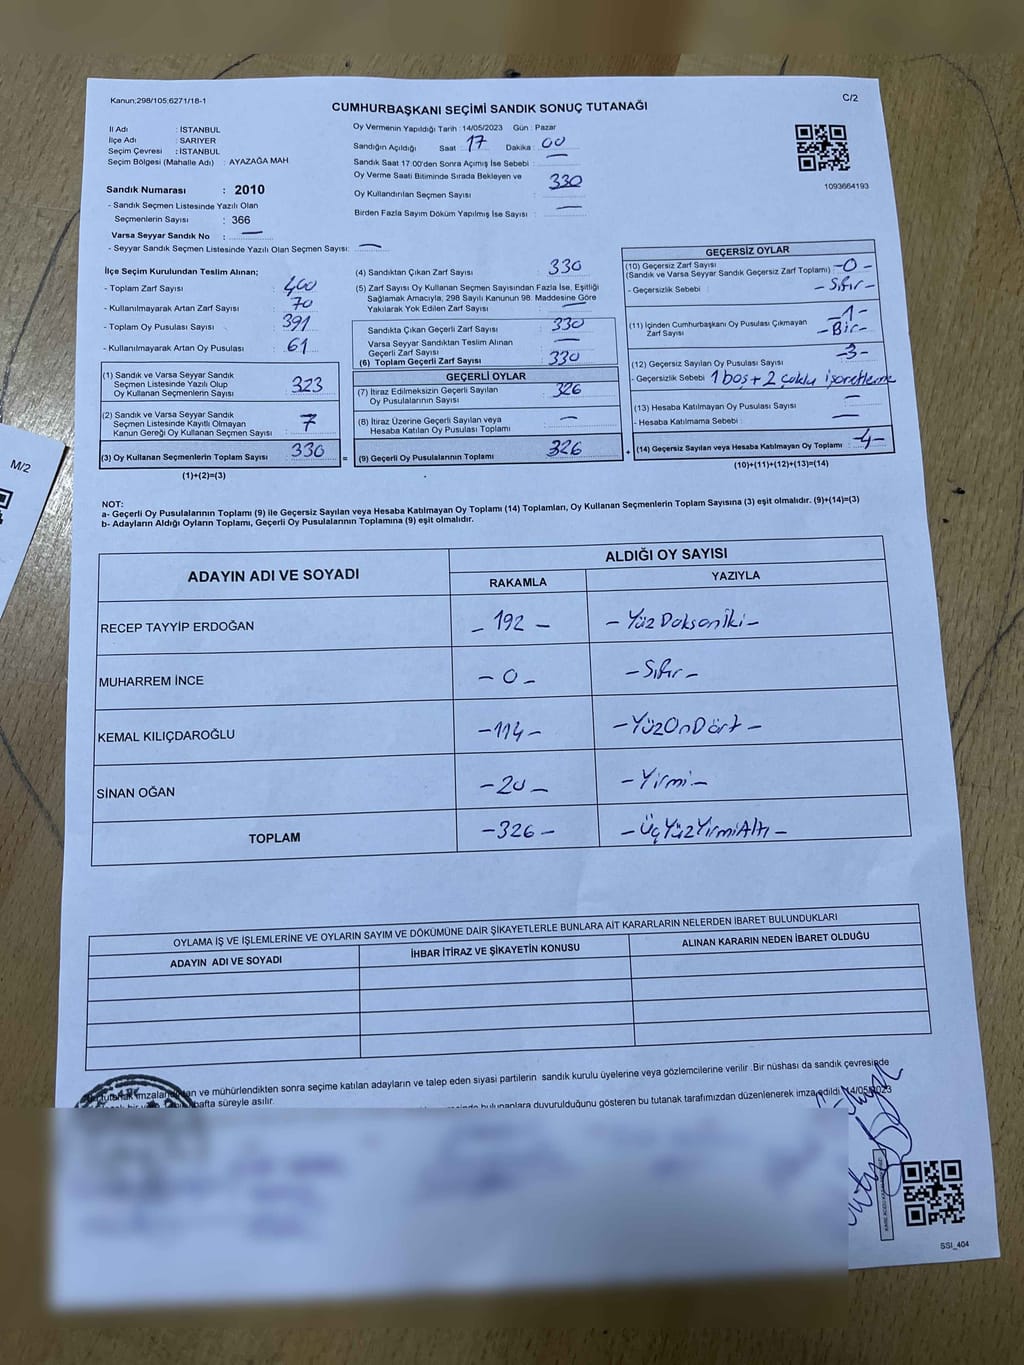 Kanun;298/105;6271/18-1
CUMHURBAŞKANI SEÇİMİ SANDIK SONUÇ TUTANAĞI
C/2
İl Adı : İSTANBUL
İlçe Adı : SARIYER
Seçim Çevresi : İSTANBUL
Seçim Bölgesi (Mahalle Adı) : AYAZAĞA MAH
Sandık Numarası : 2010
- Sandık Seçmen Listesinde Yazılı Olan
Seçmenlerin Sayısı : 366
Varsa Seyyar Sandık No : —
- Seyyar Sandık Seçmen Listesinde Yazılı Olan Seçmen Sayısı: —
Oy Vermenin Yapıldığı Tarih :14/05/2023 Gün : Pazar
Sandığın Açıldığı Saat : 17 Dakika : 00
Sandık Saat 17.00'den Sonra Açımış İse Sebebi : —
Oy Verme Saati Bitiminde Sırada Bekleyen ve
Oy Kullandırılan Seçmen Sayısı : 330
Birden Fazla Sayım Döküm Yapılmış İse Sayısı : —
1093664193
İlçe Seçim Kurulundan Teslim Alınan;
- Toplam Zarf Sayısı : 400
- Kullanılmayarak Artan Zarf Sayısı : 70
- Toplam Oy Pusulası Sayısı : 391
- Kullanılmayarak Artan Oy Pusulası : 61
(1) Sandık ve Varsa Seyyar Sandık
Seçmen Listesinde Yazılı Olup
Oy Kullanan Seçmenlerin Sayısı : 323
(2) Sandık ve Varsa Seyyar Sandık
Seçmen Listesinde Kayıtlı Olmayan
Kanun Gereği Oy Kullanan Seçmen Sayısı : 7
(3) Oy Kullanan Seçmenlerin Toplam Sayısı : 330
(1)+(2)=(3)
=
(4) Sandıktan Çıkan Zarf Sayısı : 330
(5) Zarf Sayısı Oy Kullanan Seçmen Sayısından Fazla İse, Eşitliği
Sağlamak Amacıyla, 298 Sayılı Kanunun 98. Maddesine Göre
Yakılarak Yok Edilen Zarf Sayısı : —
Sandıkta Çıkan Geçerli Zarf Sayısı : 330
Varsa Seyyar Sandıktan Teslim Alınan
Geçerli Zarf Sayısı : —
(6) Toplam Geçerli Zarf Sayısı : 330
GEÇERLİ OYLAR
(7) İtiraz Edilmeksizin Geçerli Sayılan
Oy Pusulalarının Sayısı : 326
(8) İtiraz Üzerine Geçerli Sayılan veya
Hesaba Katılan Oy Pusulası Toplamı : —
(9) Geçerli Oy Pusulalarının Toplamı : 326
+
GEÇERSİZ OYLAR
(10) Geçersiz Zarf Sayısı
(Sandık ve Varsa Seyyar Sandık Geçersiz Zarf Toplamı) : -0-
- Geçersizlik Sebebi : -Sıfır-
(11) İçinden Cumhurbaşkanı Oy Pusulası Çıkmayan
Zarf Sayısı : -1-
-Bir-
(12) Geçersiz Sayılan Oy Pusulası Sayısı : -3-
- Geçersizlik Sebebi : 1 boş + 2 çoklu işaretleme
(13) Hesaba Katılmayan Oy Pusulası Sayısı : —
- Hesaba Katılmama Sebebi : —
(14) Geçersiz Sayılan veya Hesaba Katılmayan Oy Toplamı : -4-
(10)+(11)+(12)+(13)=(14)
M/2
NOT:
a- Geçerli Oy Pusulalarının Toplamı (9) ile Geçersiz Sayılan veya Hesaba Katılmayan Oy Toplamı (14) Toplamları, Oy Kullanan Seçmenlerin Toplam Sayısına (3) eşit olmalıdır. (9)+(14)=(3)
b- Adayların Aldığı Oyların Toplamı, Geçerli Oy Pusulalarının Toplamına (9) eşit olmalıdır.
ADAYIN ADI VE SOYADI
ALDIĞI OY SAYISI
RAKAMLA YAZIYLA
RECEP TAYYİP ERDOĞAN - 192 - - Yüz Doksan İki -
MUHARREM İNCE - 0 - - Sıfır -
KEMAL KILIÇDAROĞLU -114- - Yüz On Dört -
SİNAN OĞAN -20- - Yirmi -
TOPLAM -326- - Üç Yüz Yirmi Altı -
OYLAMA İŞ VE İŞLEMLERİNE VE OYLARIN SAYIM VE DÖKÜMÜNE DAİR ŞİKAYETLERLE BUNLARA AİT KARARLARIN NELERDEN İBARET BULUNDUKLARI
ADAYIN ADI VE SOYADI İHBAR İTİRAZ VE ŞİKAYETİN KONUSU ALINAN KARARIN NEDEN İBARET OLDUĞU
tutanak ve mühürlendikten sonra seçime katılan adayların ve talep eden siyasi partilerin sandık kurulu üyelerine veya gözlemcilerine verilir .Bir nüshası da sandık çevresinde
hafta süreyle asılır.
bulunanlara duyurulduğunu gösteren bu tutanak tarafımızdan düzenlenerek imza edildi. 14/05/2023
SSI_404